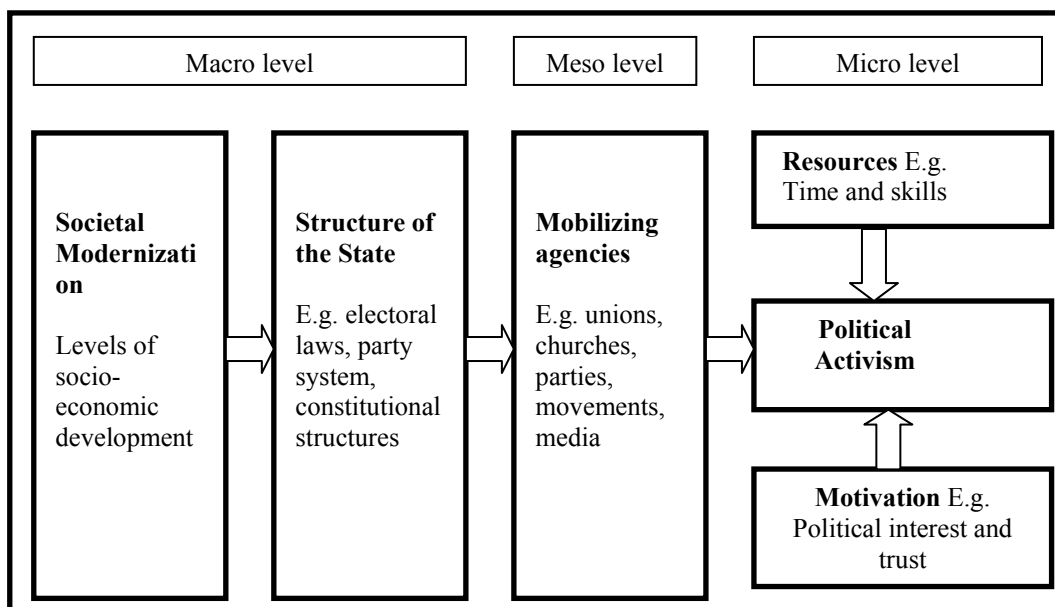 Macro level
Meso level
Micro level
Societal
Modernizati
on
Levels of
socio-
economic
development
Structure of
the State
E.g. electoral
laws, party
system,
constitutional
structures
Mobilizing
agencies
E.g. unions,
churches,
parties,
movements,
media
Resources E.g.
Time and skills
Political
Activism
Motivation E.g.
Political interest and
trust